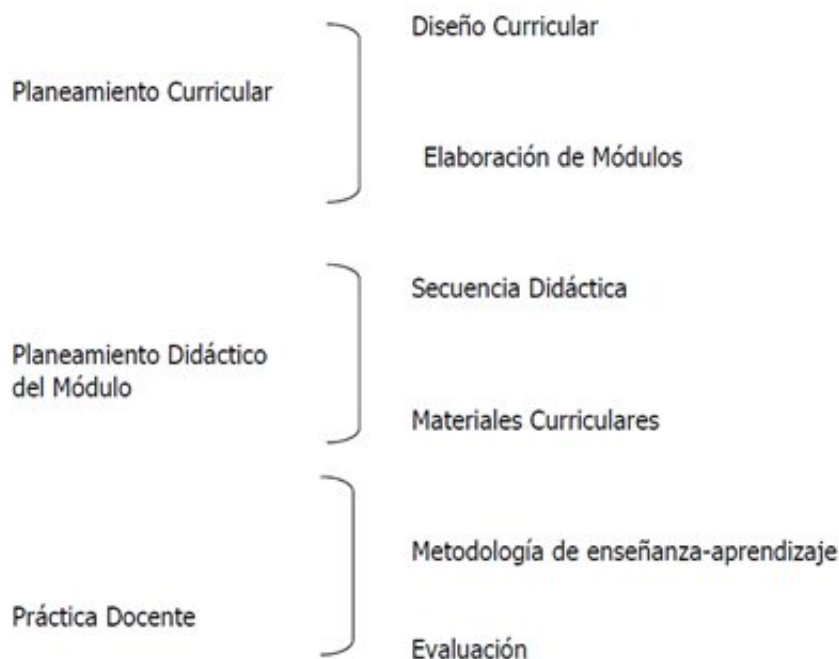 Diseño Curricular
Planeamiento Curricular
Elaboración de Módulos
Secuencia Didáctica
Planeamiento Didáctico
del Módulo
Materiales Curriculares
Metodología de enseñanza-aprendizaje
Práctica Docente
Evaluación